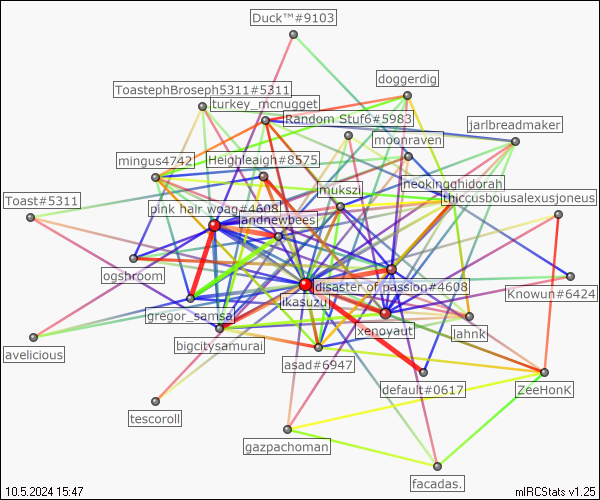 Duck™#9103
doggerdig
ToastephBroseph5311#5311
turkey_mcnugget
Random Stuf6#5983
jarlbreadmaker
moonraven
mingus4742
Heighleaigh#8575
neokingghidorah
mukszi
Toast#5311
thiccusboiusalexusjoneus
pink hair woag#4608
andnewbees
ogshroom
disaster of passion#4608
Knowun#6424
likasuzu
gregor_samsa
xenoyaut
lahnk
bigcitysamurai
avelicious
asad#6947
default#0617
ZeeHonK
tescoroll
gazpachoman
facadas.
10.5.2024 15:47
mIRCStats v1.25